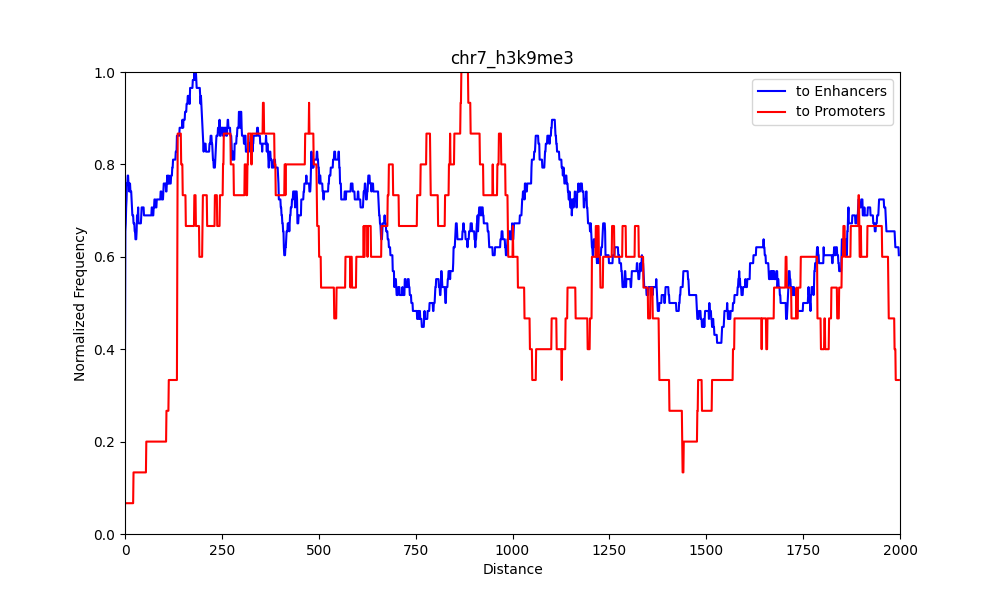 chr7_h3k9me3
to Enhancers
to Promoters
Normalized Frequency
1.0
0.8
0.6
0.4
0.2
0.0
0 250 500 750 1000 1250 1500 1750 2000
Distance